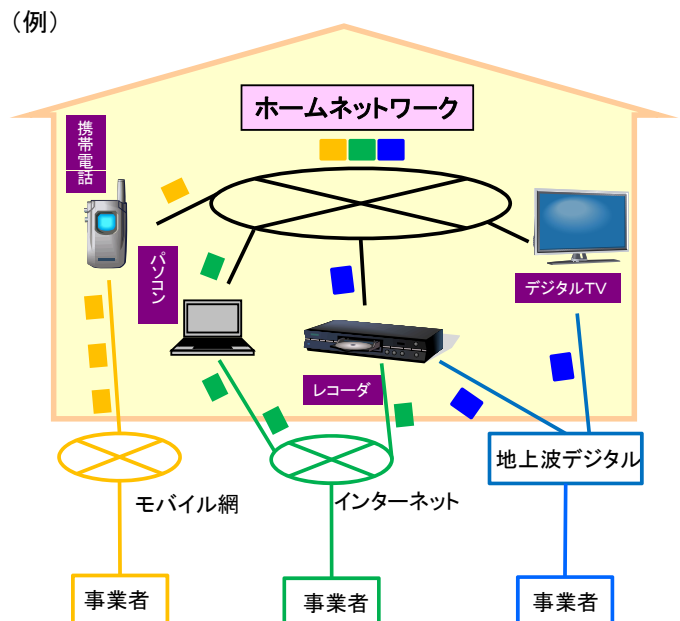 （例）
ホームネットワーク
携帯電話
パソコン
デジタルTV
レコーダ
地上波デジタル
モバイル網
インターネット
事業者
事業者
事業者